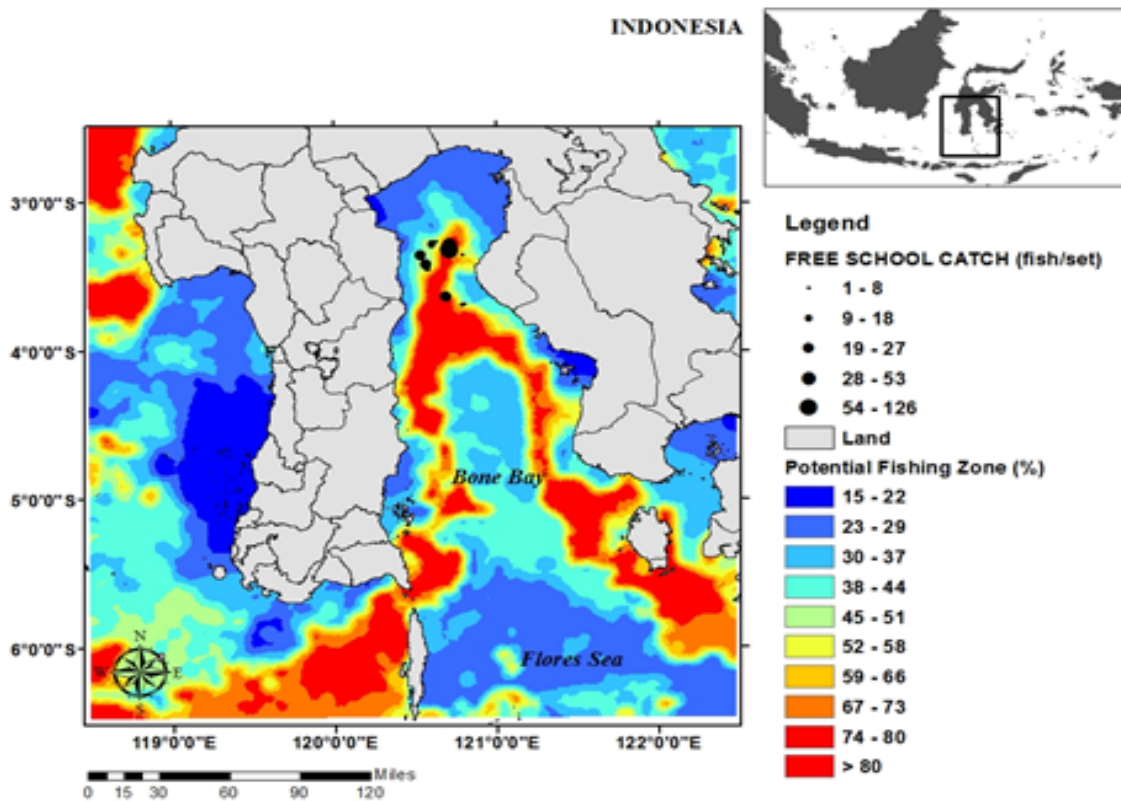 INDONESIA
3°0'0"S
4°0'0"S
5°0'0"S
6°0'0"S
Bone Bay
Flores Sea
N
W E
S
119°0'0"E 120°0'0"E 121°0'0"E 122°0'0"E
Miles
0 15 30 60 90 120
Legend
FREE SCHOOL CATCH (fish/set)
1 - 8
9 - 18
19 - 27
28 - 53
54 - 126
Land
Potential Fishing Zone (%)
15 - 22
23 - 29
30 - 37
38 - 44
45 - 51
52 - 58
59 - 66
67 - 73
74 - 80
> 80